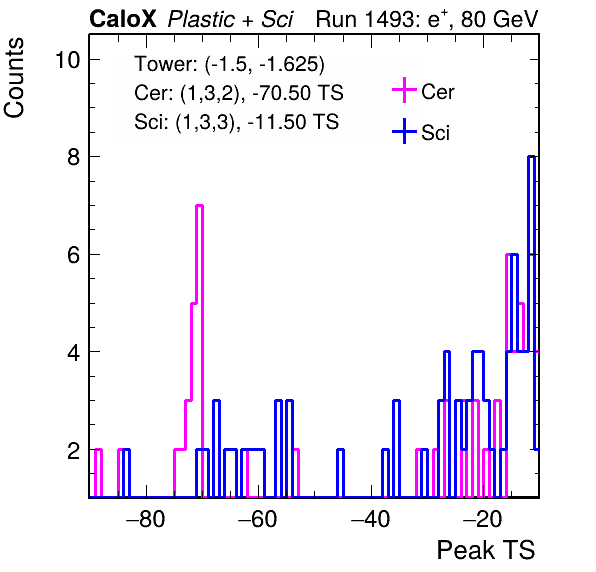 CaloX Plastic + Sci Run 1493: e⁺, 80 GeV
Tower: (-1.5, -1.625)
Cer: (1,3,2), -70.50 TS
Sci: (1,3,3), -11.50 TS
Cer
Sci
Counts
10
8
6
4
2
−80 −60 −40 −20
Peak TS